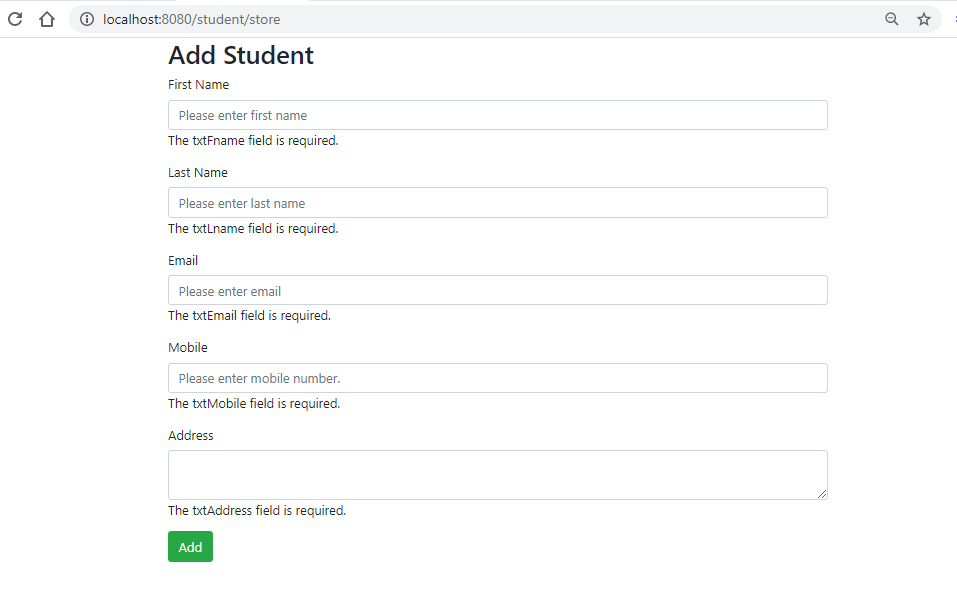 localhost:8080/student/store
Add Student
First Name
Please enter first name
The txtFname field is required.
Last Name
Please enter last name
The txtLname field is required.
Email
Please enter email
The txtEmail field is required.
Mobile
Please enter mobile number.
The txtMobile field is required.
Address
The txtAddress field is required.
Add